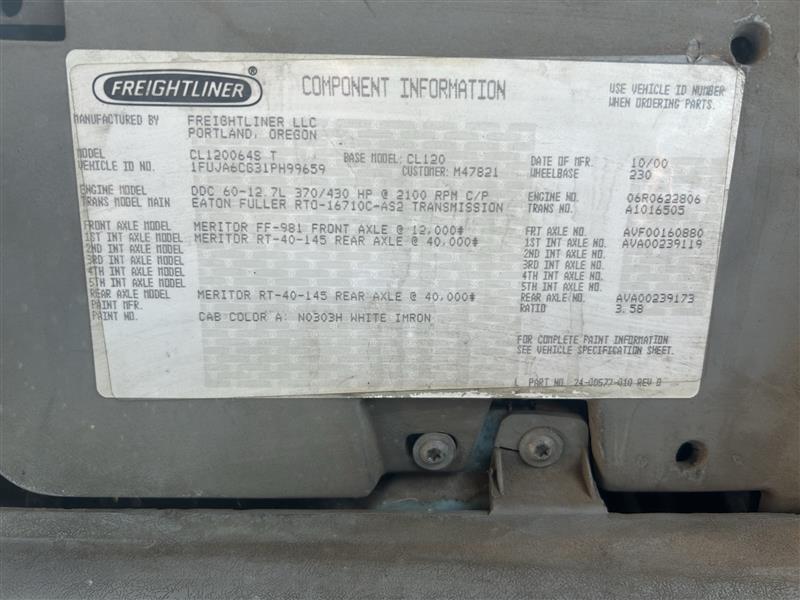 FREIGHTLINER ® COMPONENT INFORMATION USE VEHICLE ID NUMBER
WHEN ORDERING PARTS.
MANUFACTURED BY FREIGHTLINER LLC
PORTLAND, OREGON
MODEL CL120064S T BASE MODEL: CL120 DATE OF MFR. 10/00
VEHICLE ID NO. 1FUJA6CG31PH99659 CUSTOMER: M47821 WHEELBASE 230
ENGINE MODEL DDC 60-12.7L 370/430 HP @ 2100 RPM C/P ENGINE NO. 06R0622806
TRANS MODEL MAIN EATON FULLER RTO-16710C-AS2 TRANSMISSION TRANS NO. A1016505
FRONT AXLE MODEL MERITOR FF-981 FRONT AXLE @ 12,000# FRT AXLE NO. AVF00160880
1ST INT AXLE MODEL MERITOR RT-40-145 REAR AXLE @ 40,000# 1ST INT AXLE NO. AVA00239119
2ND INT AXLE MODEL 2ND INT AXLE NO.
3RD INT AXLE MODEL 3RD INT AXLE NO.
4TH INT AXLE MODEL 4TH INT AXLE NO.
5TH INT AXLE MODEL 5TH INT AXLE NO.
REAR AXLE MODEL MERITOR RT-40-145 REAR AXLE @ 40,000# REAR AXLE NO. AVA00239173
PAINT MFR. RATIO 3.58
PAINT NO. CAB COLOR A: N0303H WHITE IMRON
FOR COMPLETE PAINT INFORMATION
SEE VEHICLE SPECIFICATION SHEET.
L PART NO. 24-00577-010 REV D